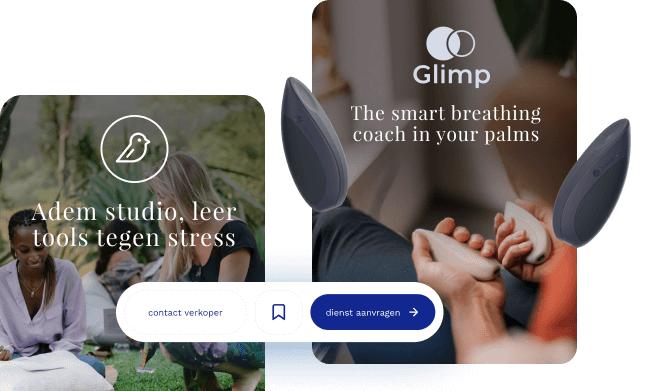 Glimp
The smart breathing
coach in your palms
Adem studio, leer
tools tegen stress
contact verkoper
dienst aanvragen